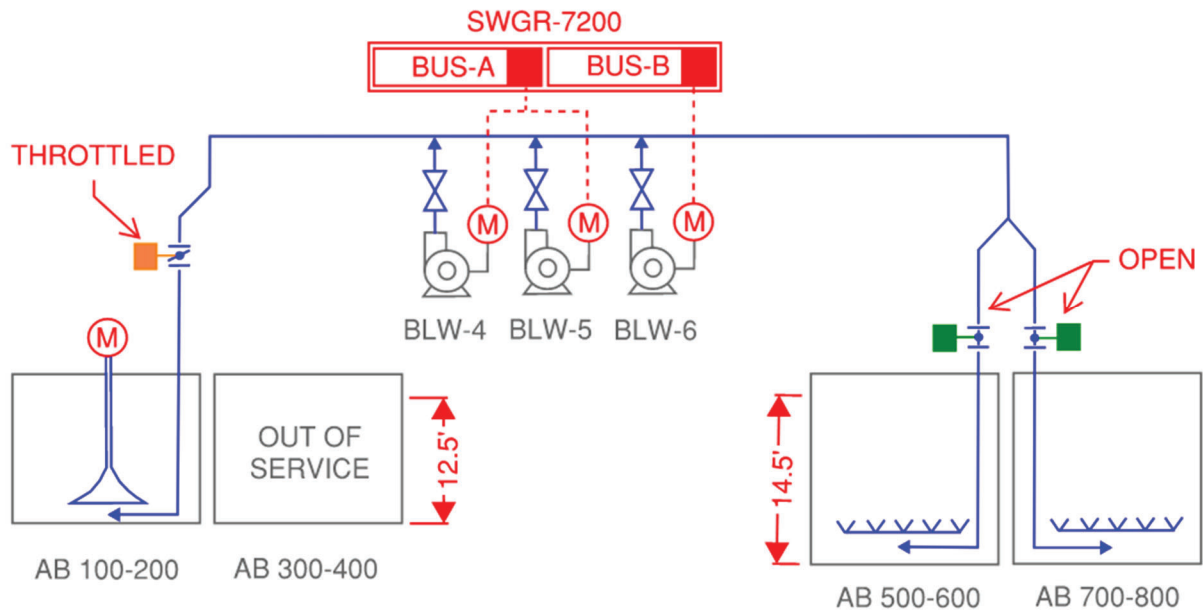 SWGR-7200
BUS-A
BUS-B
THROTTLED
M
M
M
OPEN
BLW-4
BLW-5
BLW-6
M
OUT OF
SERVICE
12.5'
14.5'
AB 100-200
AB 300-400
AB 500-600
AB 700-800